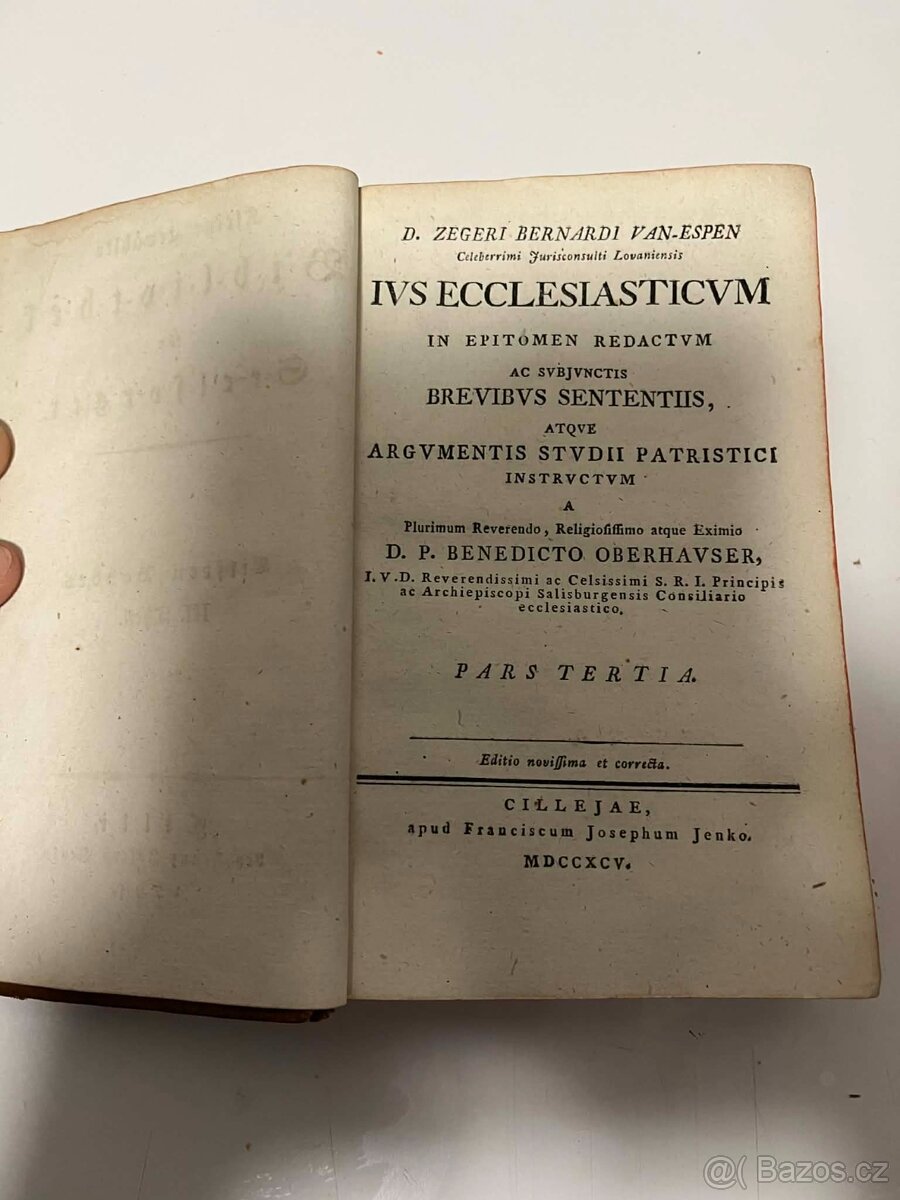 D. ZEGERI BERNARDI VAN-ESPEN
Celeberrimi Jurisconsulti Lovaniensis
IVS ECCLESIASTICVM
IN EPITOMEN REDACTVM
AC SVBJVNCTIS
BREVIBVS SENTENTIIS,
ATQVE
ARGVMENTIS STVDII PATRISTICI
INSTRVCTVM
A
Plurimum Reverendo, Religiosissimo atque Eximio
D. P. BENEDICTO OBERHAVSER,
I. V. D. Reverendissimi ac Celsissimi S. R. I. Principis
ac Archiepiscopi Salisburgensis Consiliario
ecclesiastico.
PARS TERTIA.
Editio novissima et correcta.
CILLEJAE,
apud Franciscum Josephum Jenko.
MDCCXCV.
@( Bazos.cz